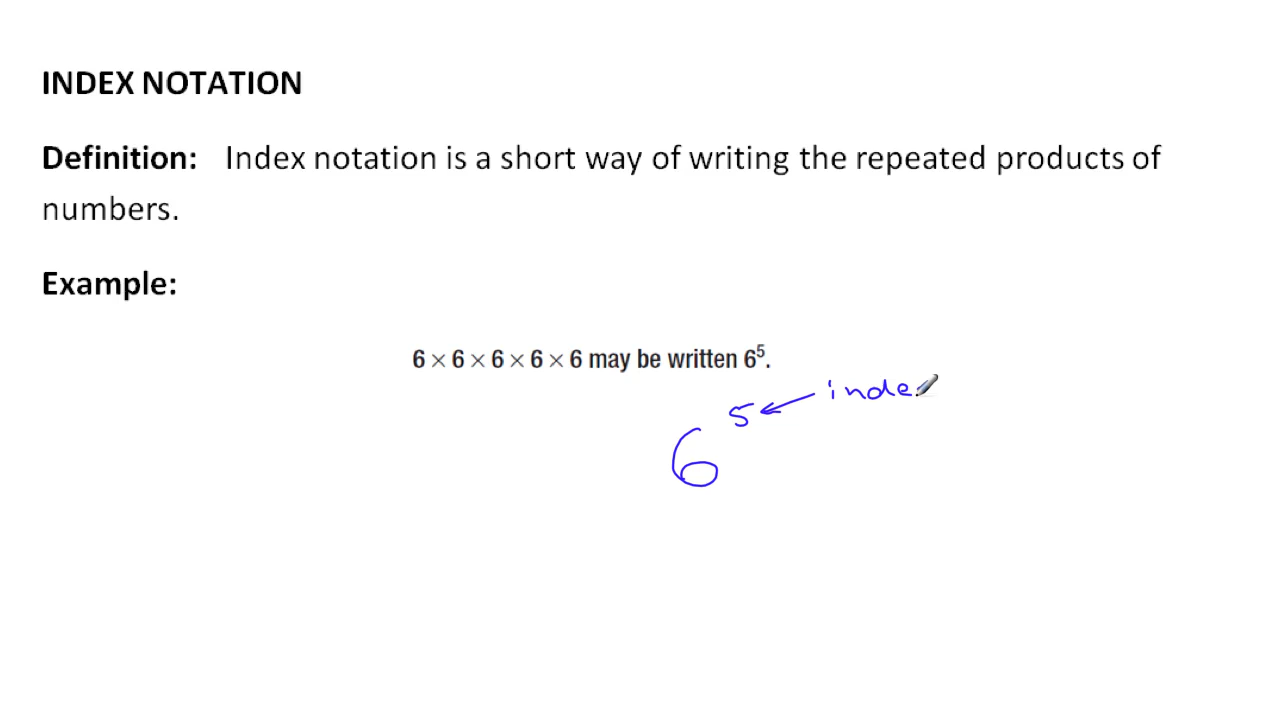 INDEX NOTATION
Definition: Index notation is a short way of writing the repeated products of
numbers.
Example:
6 × 6 × 6 × 6 × 6 may be written 6⁵.
5 ← inde
6